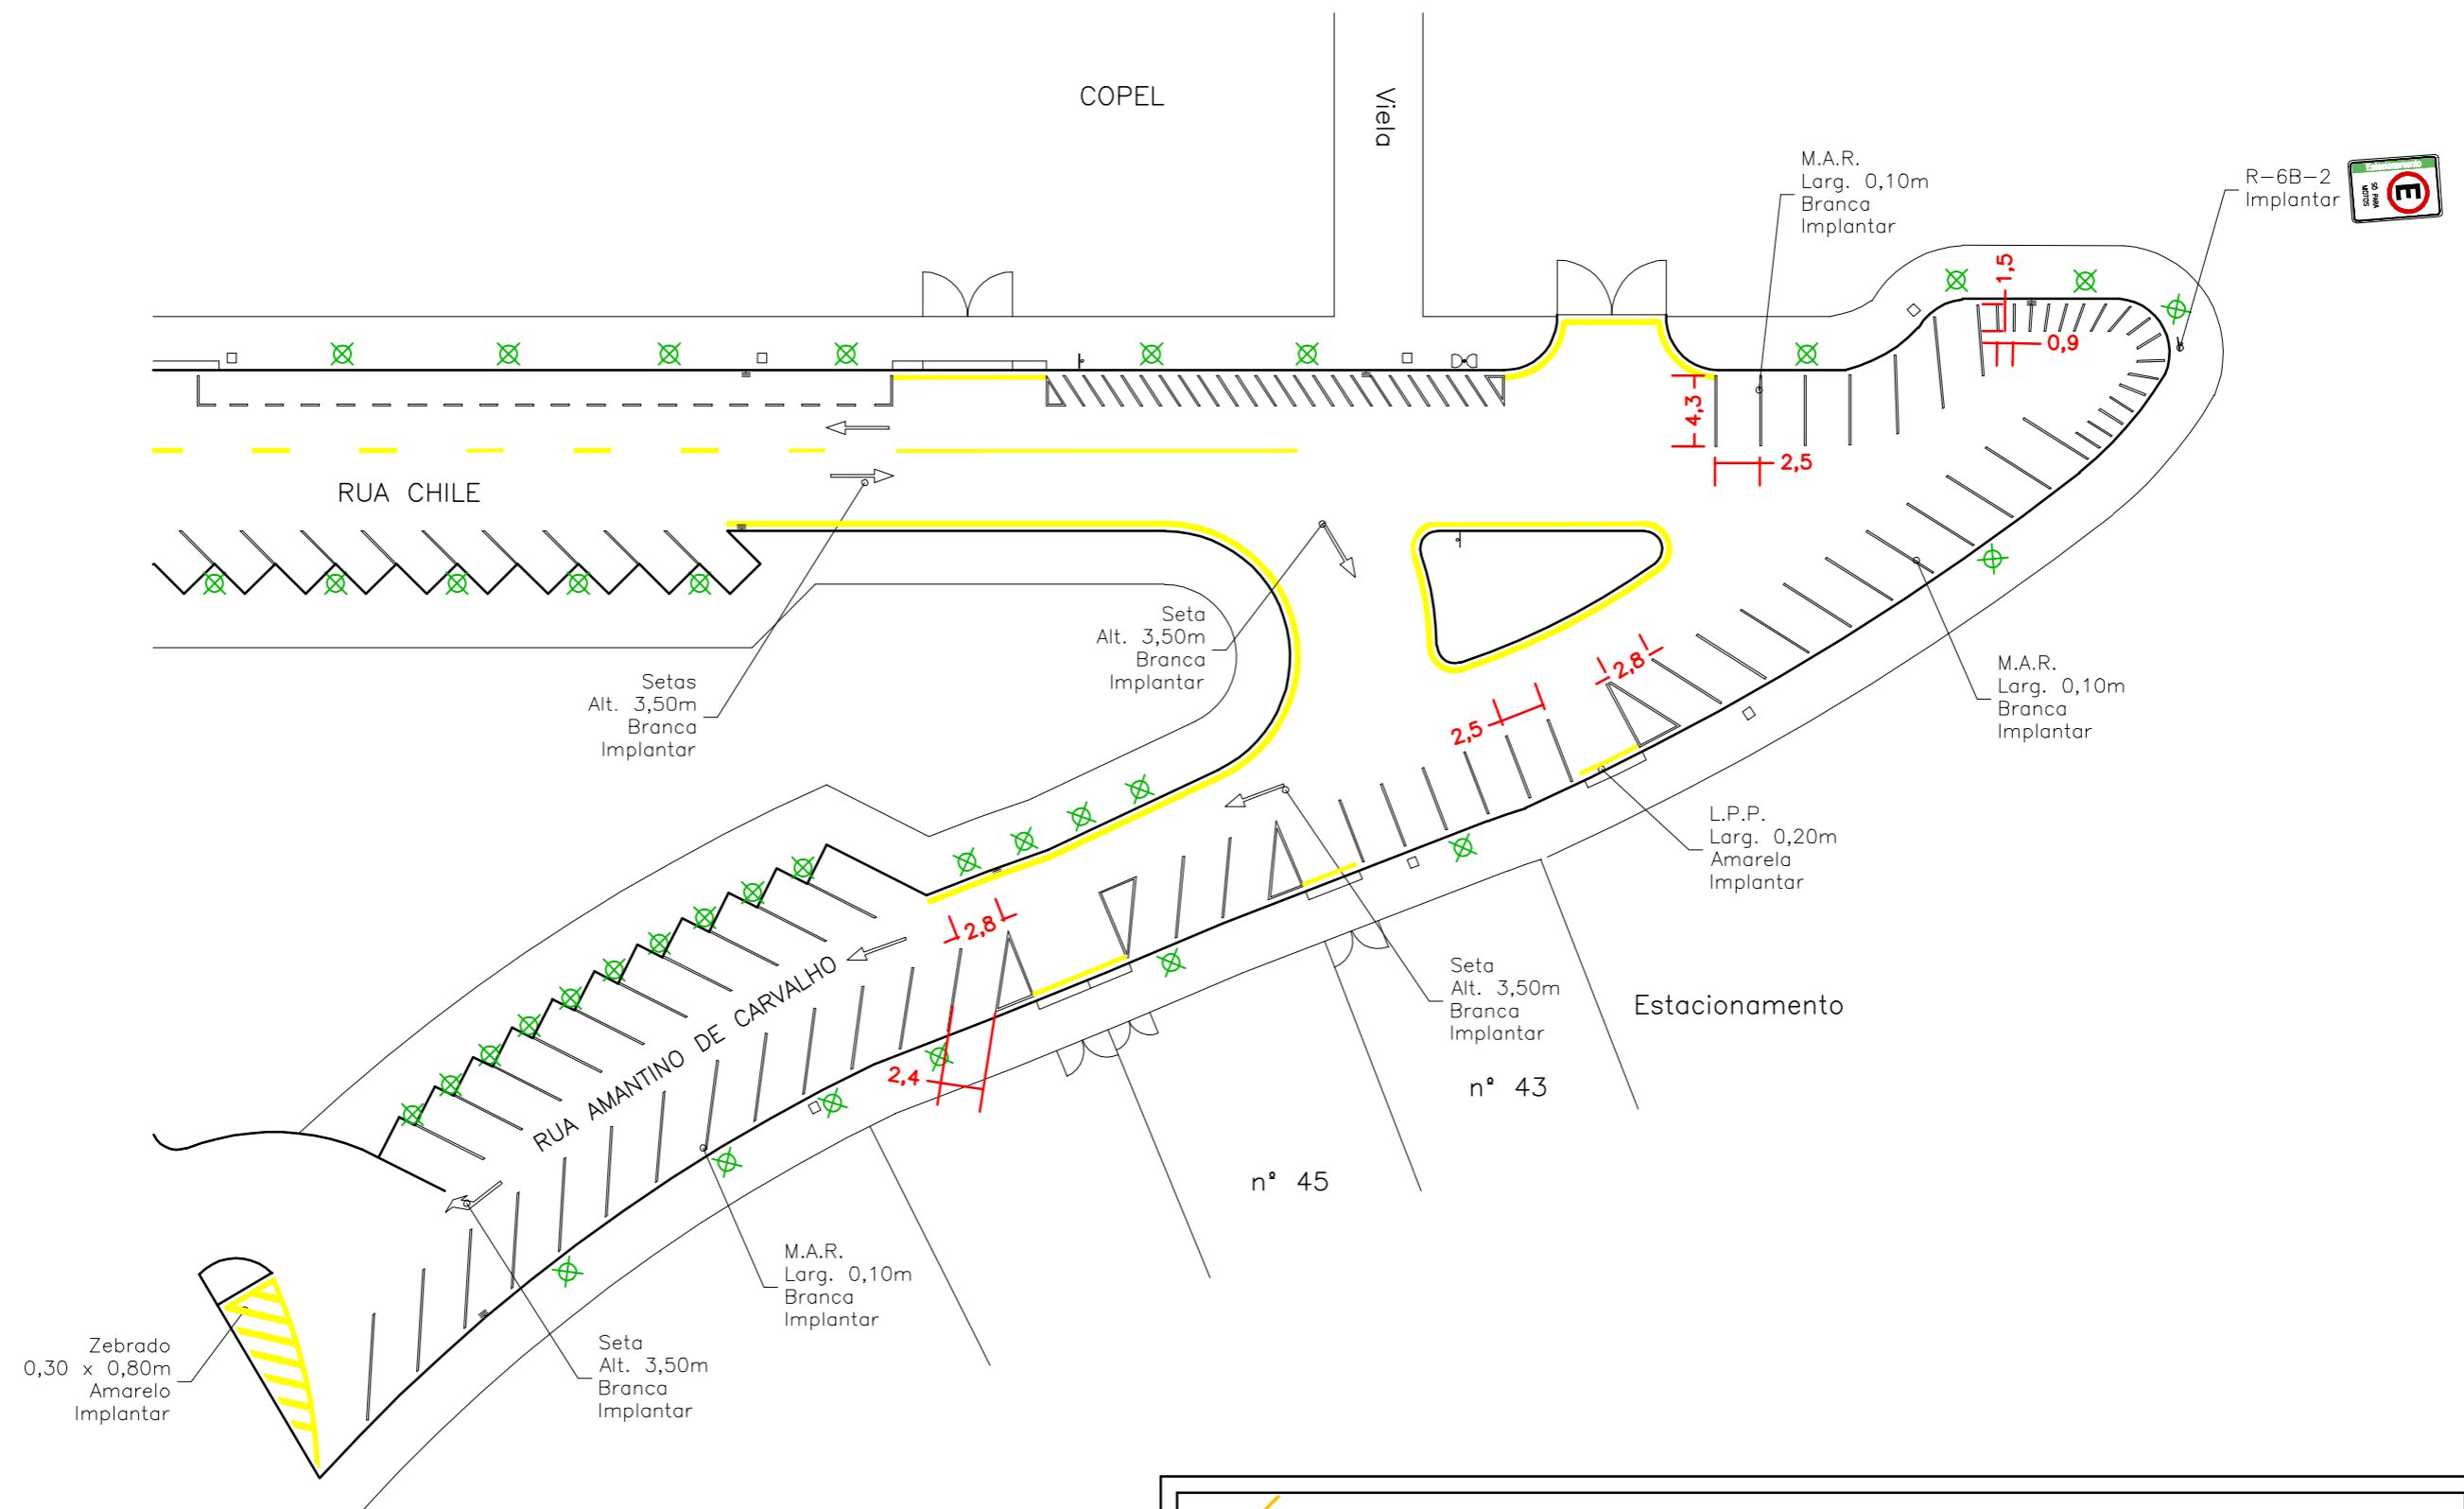 COPEL
Viela
M.A.R.
Larg. 0,10m
Branca
Implantar
R-6B-2
Implantar
Estacionamento
E
SÓ PARA
MOTOS
1,5
0,9
4,3
2,5
RUA CHILE
Setas
Alt. 3,50m
Branca
Implantar
Seta
Alt. 3,50m
Branca
Implantar
2,8
2,5
M.A.R.
Larg. 0,10m
Branca
Implantar
L.P.P.
Larg. 0,20m
Amarela
Implantar
2,8
RUA AMANTINO DE CARVALHO
2,4
Seta
Alt. 3,50m
Branca
Implantar
Estacionamento
nº 43
nº 45
M.A.R.
Larg. 0,10m
Branca
Implantar
Seta
Alt. 3,50m
Branca
Implantar
Zebrado
0,30 x 0,80m
Amarelo
Implantar